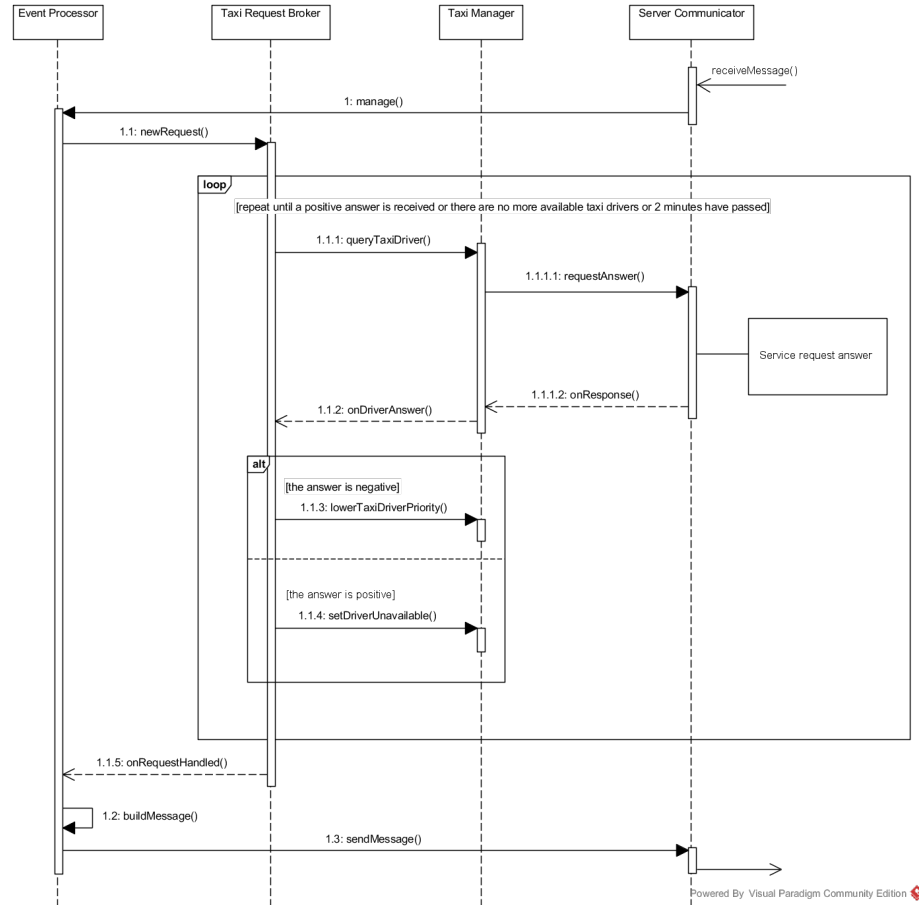 Event Processor
Taxi Request Broker
Taxi Manager
Server Communicator
receiveMessage()
1: manage()
1.1: newRequest()
loop
[repeat until a positive answer is received or there are no more available taxi drivers or 2 minutes have passed]
1.1.1: queryTaxiDriver()
1.1.1.1: requestAnswer()
Service request answer
1.1.1.2: onResponse()
1.1.2: onDriverAnswer()
alt
[the answer is negative]
1.1.3: lowerTaxiDriverPriority()
[the answer is positive]
1.1.4: setDriverUnavailable()
1.1.5: onRequestHandled()
1.2: buildMessage()
1.3: sendMessage()
Powered By Visual Paradigm Community Edition